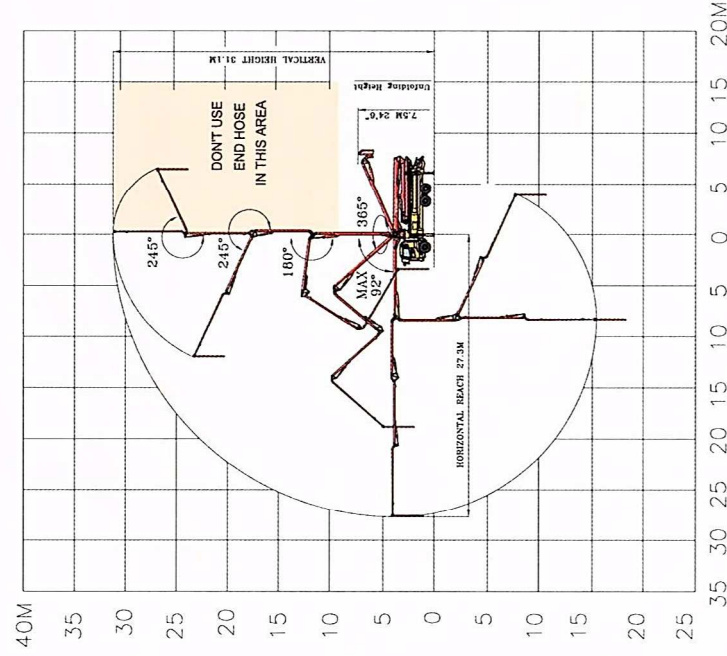 20M
15
10
5
0
5
10
15
20
25
30
35
VERTICAL HEIGHT 31.1M
DON'T USE
END HOSE
IN THIS AREA
Unfolding Height
7.5M 24'6"
245°
245°
180°
365°
MAX
92°
HORIZONTAL REACH 27.3M
40M
35
30
25
20
15
10
5
0
5
10
15
20
25